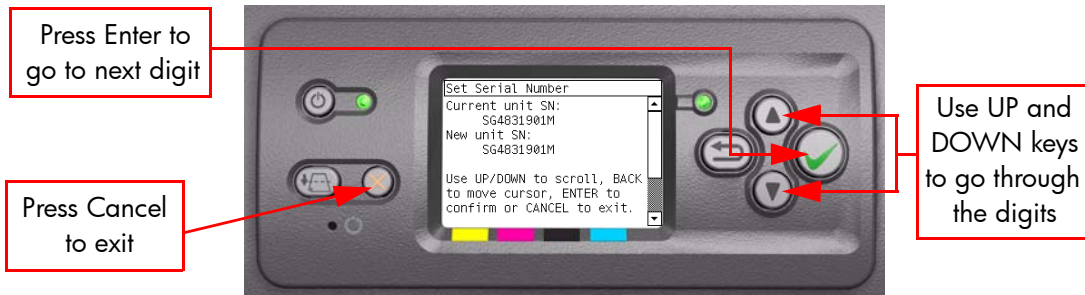 Press Enter to
go to next digit
Set Serial Number
Current unit SN:
SG4831901M
New unit SN:
SG4831901M
Use UP/DOWN to scroll, BACK
to move cursor, ENTER to
confirm or CANCEL to exit.
Use UP and
DOWN keys
to go through
the digits
Press Cancel
to exit